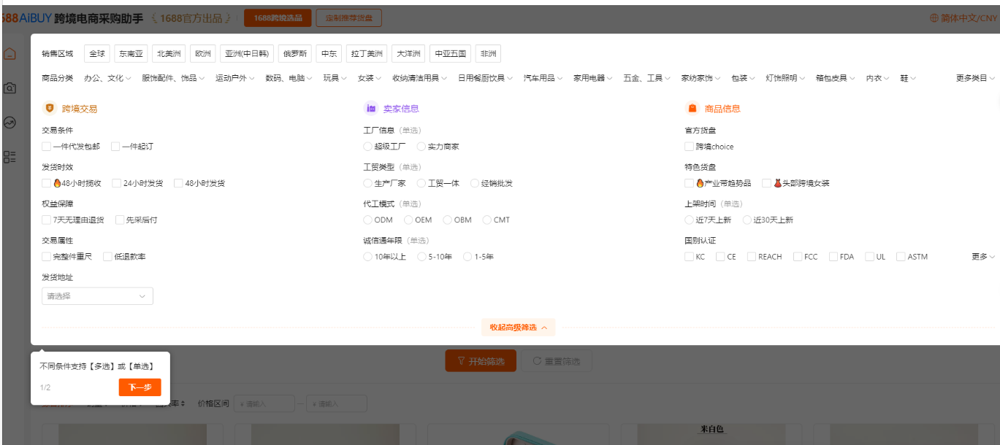 588AiBUY 跨境电商采购助手 《 1688官方出品 》 1688跨境选品 定制推荐货盘 简体中文/CNY
销售区域 全球 东南亚 北美洲 欧洲 亚洲(中日韩) 俄罗斯 中东 拉丁美洲 大洋洲 中亚五国 非洲
商品分类 办公、文化 服饰配件、饰品 运动户外 数码、电脑 玩具 女装 收纳清洁用具 日用餐厨饮具 汽车用品 家用电器 五金、工具 家纺家饰 包装 灯饰照明 箱包皮具 内衣 鞋 更多类目
跨境交易 卖家信息 商品信息
交易条件 工厂信息 (单选) 官方货盘
一件代发包邮 一件起订 超级工厂 实力商家 跨境choice
发货时效 工贸类型 (单选) 特色货盘
48小时揽收 24小时发货 48小时发货 生产厂家 工贸一体 经销批发 产业带趋势品 头部跨境女装
权益保障 代工模式 (单选) 上架时间 (单选)
7天无理由退货 先采后付 ODM OEM OBM CMT 近7天上新 近30天上新
交易属性 诚信通年限 (单选) 国别认证
完整件重尺 低退款率 10年以上 5-10年 1-5年 KC CE REACH FCC FDA UL ASTM 更多
发货地址
请选择
收起高级筛选
不同条件支持【多选】或【单选】
1/2 下一步
开始筛选 重置筛选
价格区间 ¥ 请输入 — ¥ 请输入
米白色